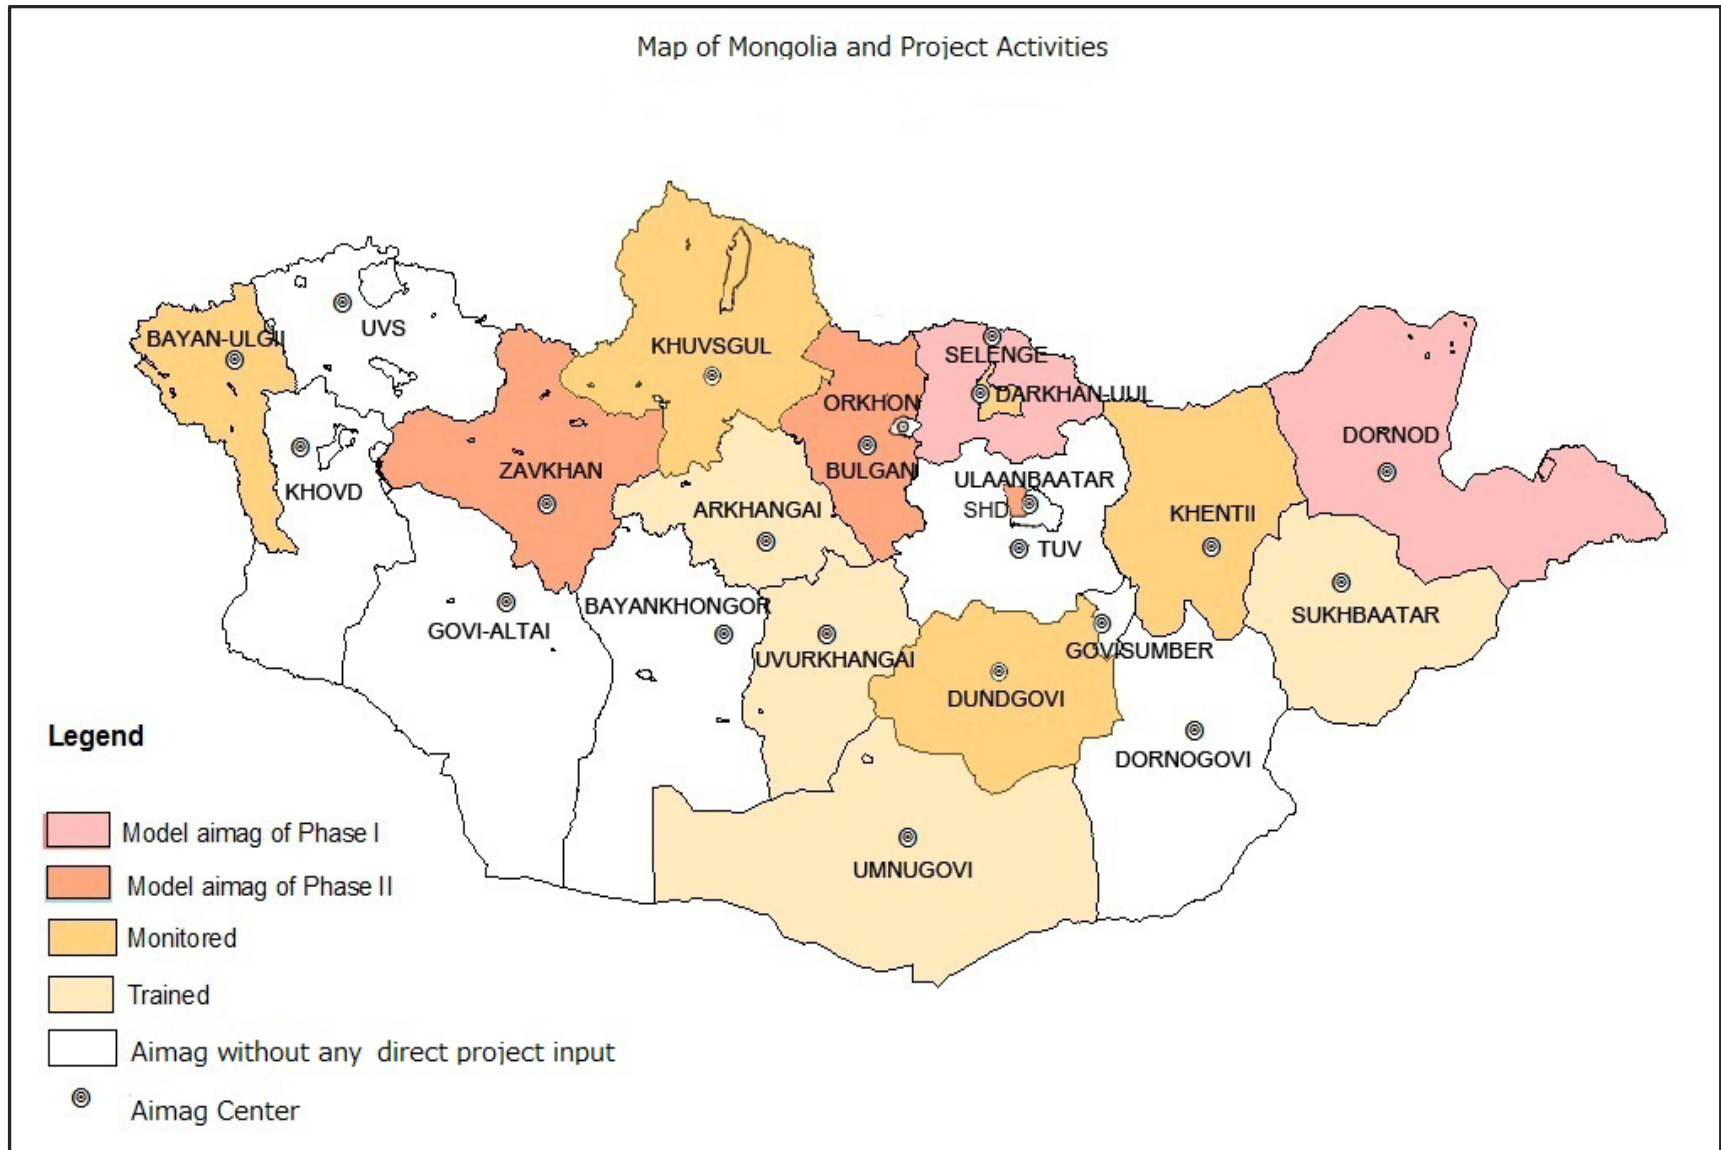 Map of Mongolia and Project Activities
UVS
BAYAN-ULGII
KHUVSGUL
SELENGE
DARKHAN-UUL
ORKHON
DORNOD
ZAVKHAN
BULGAN
ULAANBAATAR
KHOVD
ARKHANGAI
SHD
KHENTII
TUV
BAYANKHONGOR
SUKHBAATAR
GOVI-ALTAI
GOVISUMBER
UVURKHANGAI
DUNDGOVI
DORNOGOVI
UMNUGOVI
Legend
Model aimag of Phase I
Model aimag of Phase II
Monitored
Trained
Aimag without any direct project input
Aimag Center